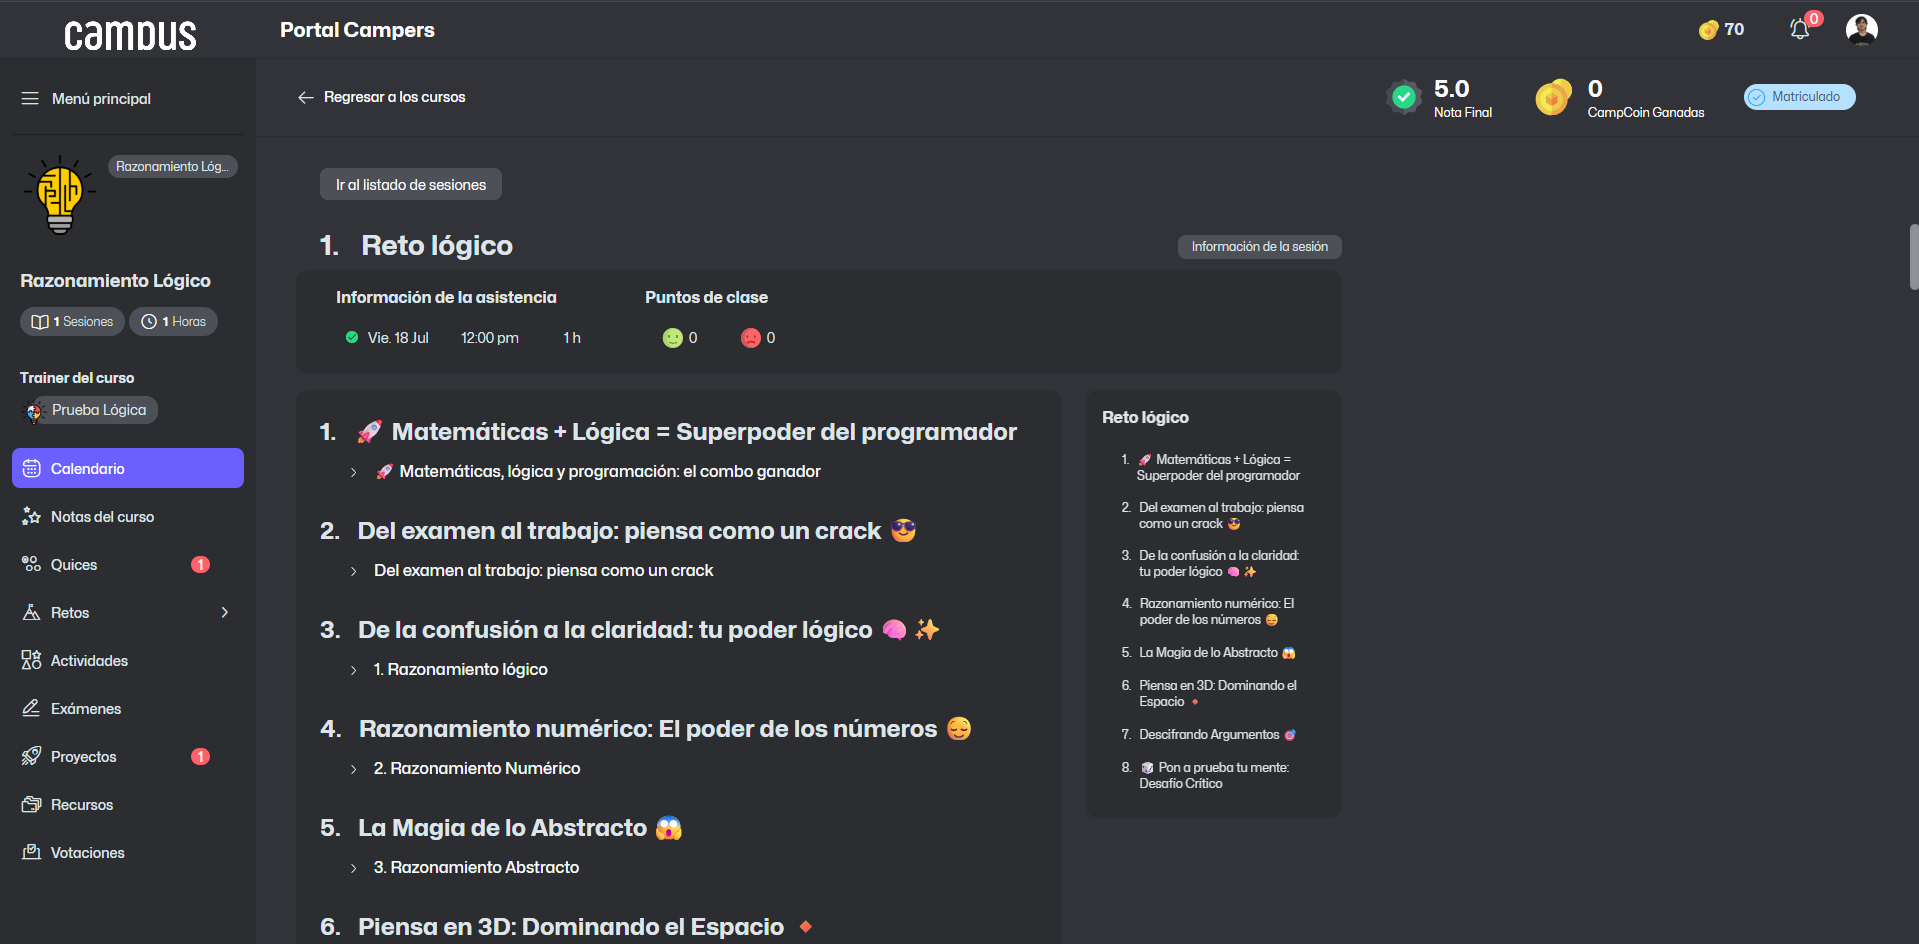 campus
Portal Campers
70
0
Menú principal
Regresar a los cursos
5.0
Nota Final
0
CampCoin Ganadas
Matriculado
Razonamiento Lóg...
Razonamiento Lógico
1 Sesiones
1 Horas
Trainer del curso
Prueba Lógica
Calendario
Notas del curso
Quices
1
Retos
Actividades
Exámenes
Proyectos
1
Recursos
Votaciones
Ir al listado de sesiones
1. Reto lógico
Información de la sesión
Información de la asistencia
Puntos de clase
Vie. 18 Jul
12:00 pm
1 h
0
0
1. 🚀 Matemáticas + Lógica = Superpoder del programador
🚀 Matemáticas, lógica y programación: el combo ganador
2. Del examen al trabajo: piensa como un crack 😎
Del examen al trabajo: piensa como un crack
3. De la confusión a la claridad: tu poder lógico 🧠 ✨
1. Razonamiento lógico
4. Razonamiento numérico: El poder de los números 😌
2. Razonamiento Numérico
5. La Magia de lo Abstracto 😱
3. Razonamiento Abstracto
6. Piensa en 3D: Dominando el Espacio 🔸
Reto lógico
1. 🚀 Matemáticas + Lógica =
Superpoder del programador
2. Del examen al trabajo: piensa
como un crack 😎
3. De la confusión a la claridad:
tu poder lógico 🧠 ✨
4. Razonamiento numérico: El
poder de los números 😌
5. La Magia de lo Abstracto 😱
6. Piensa en 3D: Dominando el
Espacio 🔸
7. Descifrando Argumentos 🎯
8. 🎲 Pon a prueba tu mente:
Desafío Crítico